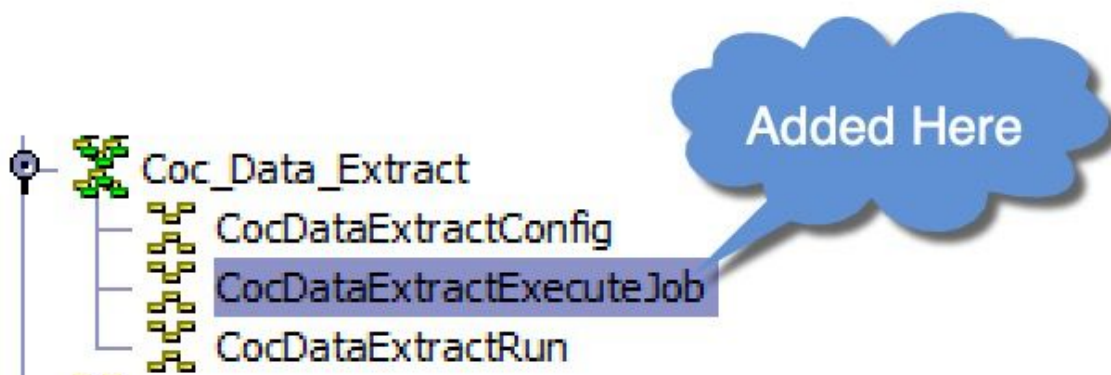 Added Here
Coc_Data_Extract
CocDataExtractConfig
CocDataExtractExecuteJob
CocDataExtractRun